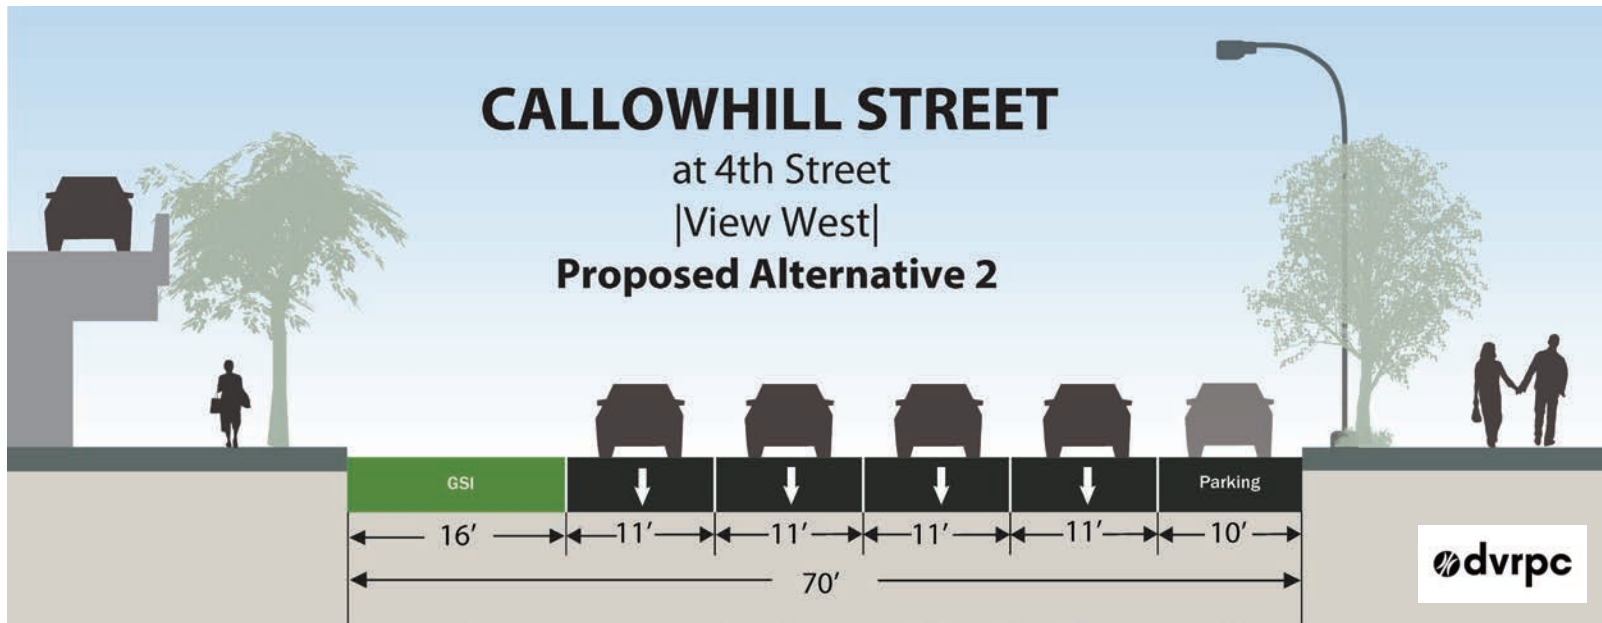 CALLOWHILL STREET
at 4th Street
|View West|
Proposed Alternative 2
GSI
Parking
16′
11′
11′
11′
11′
10′
70′
dvrpc